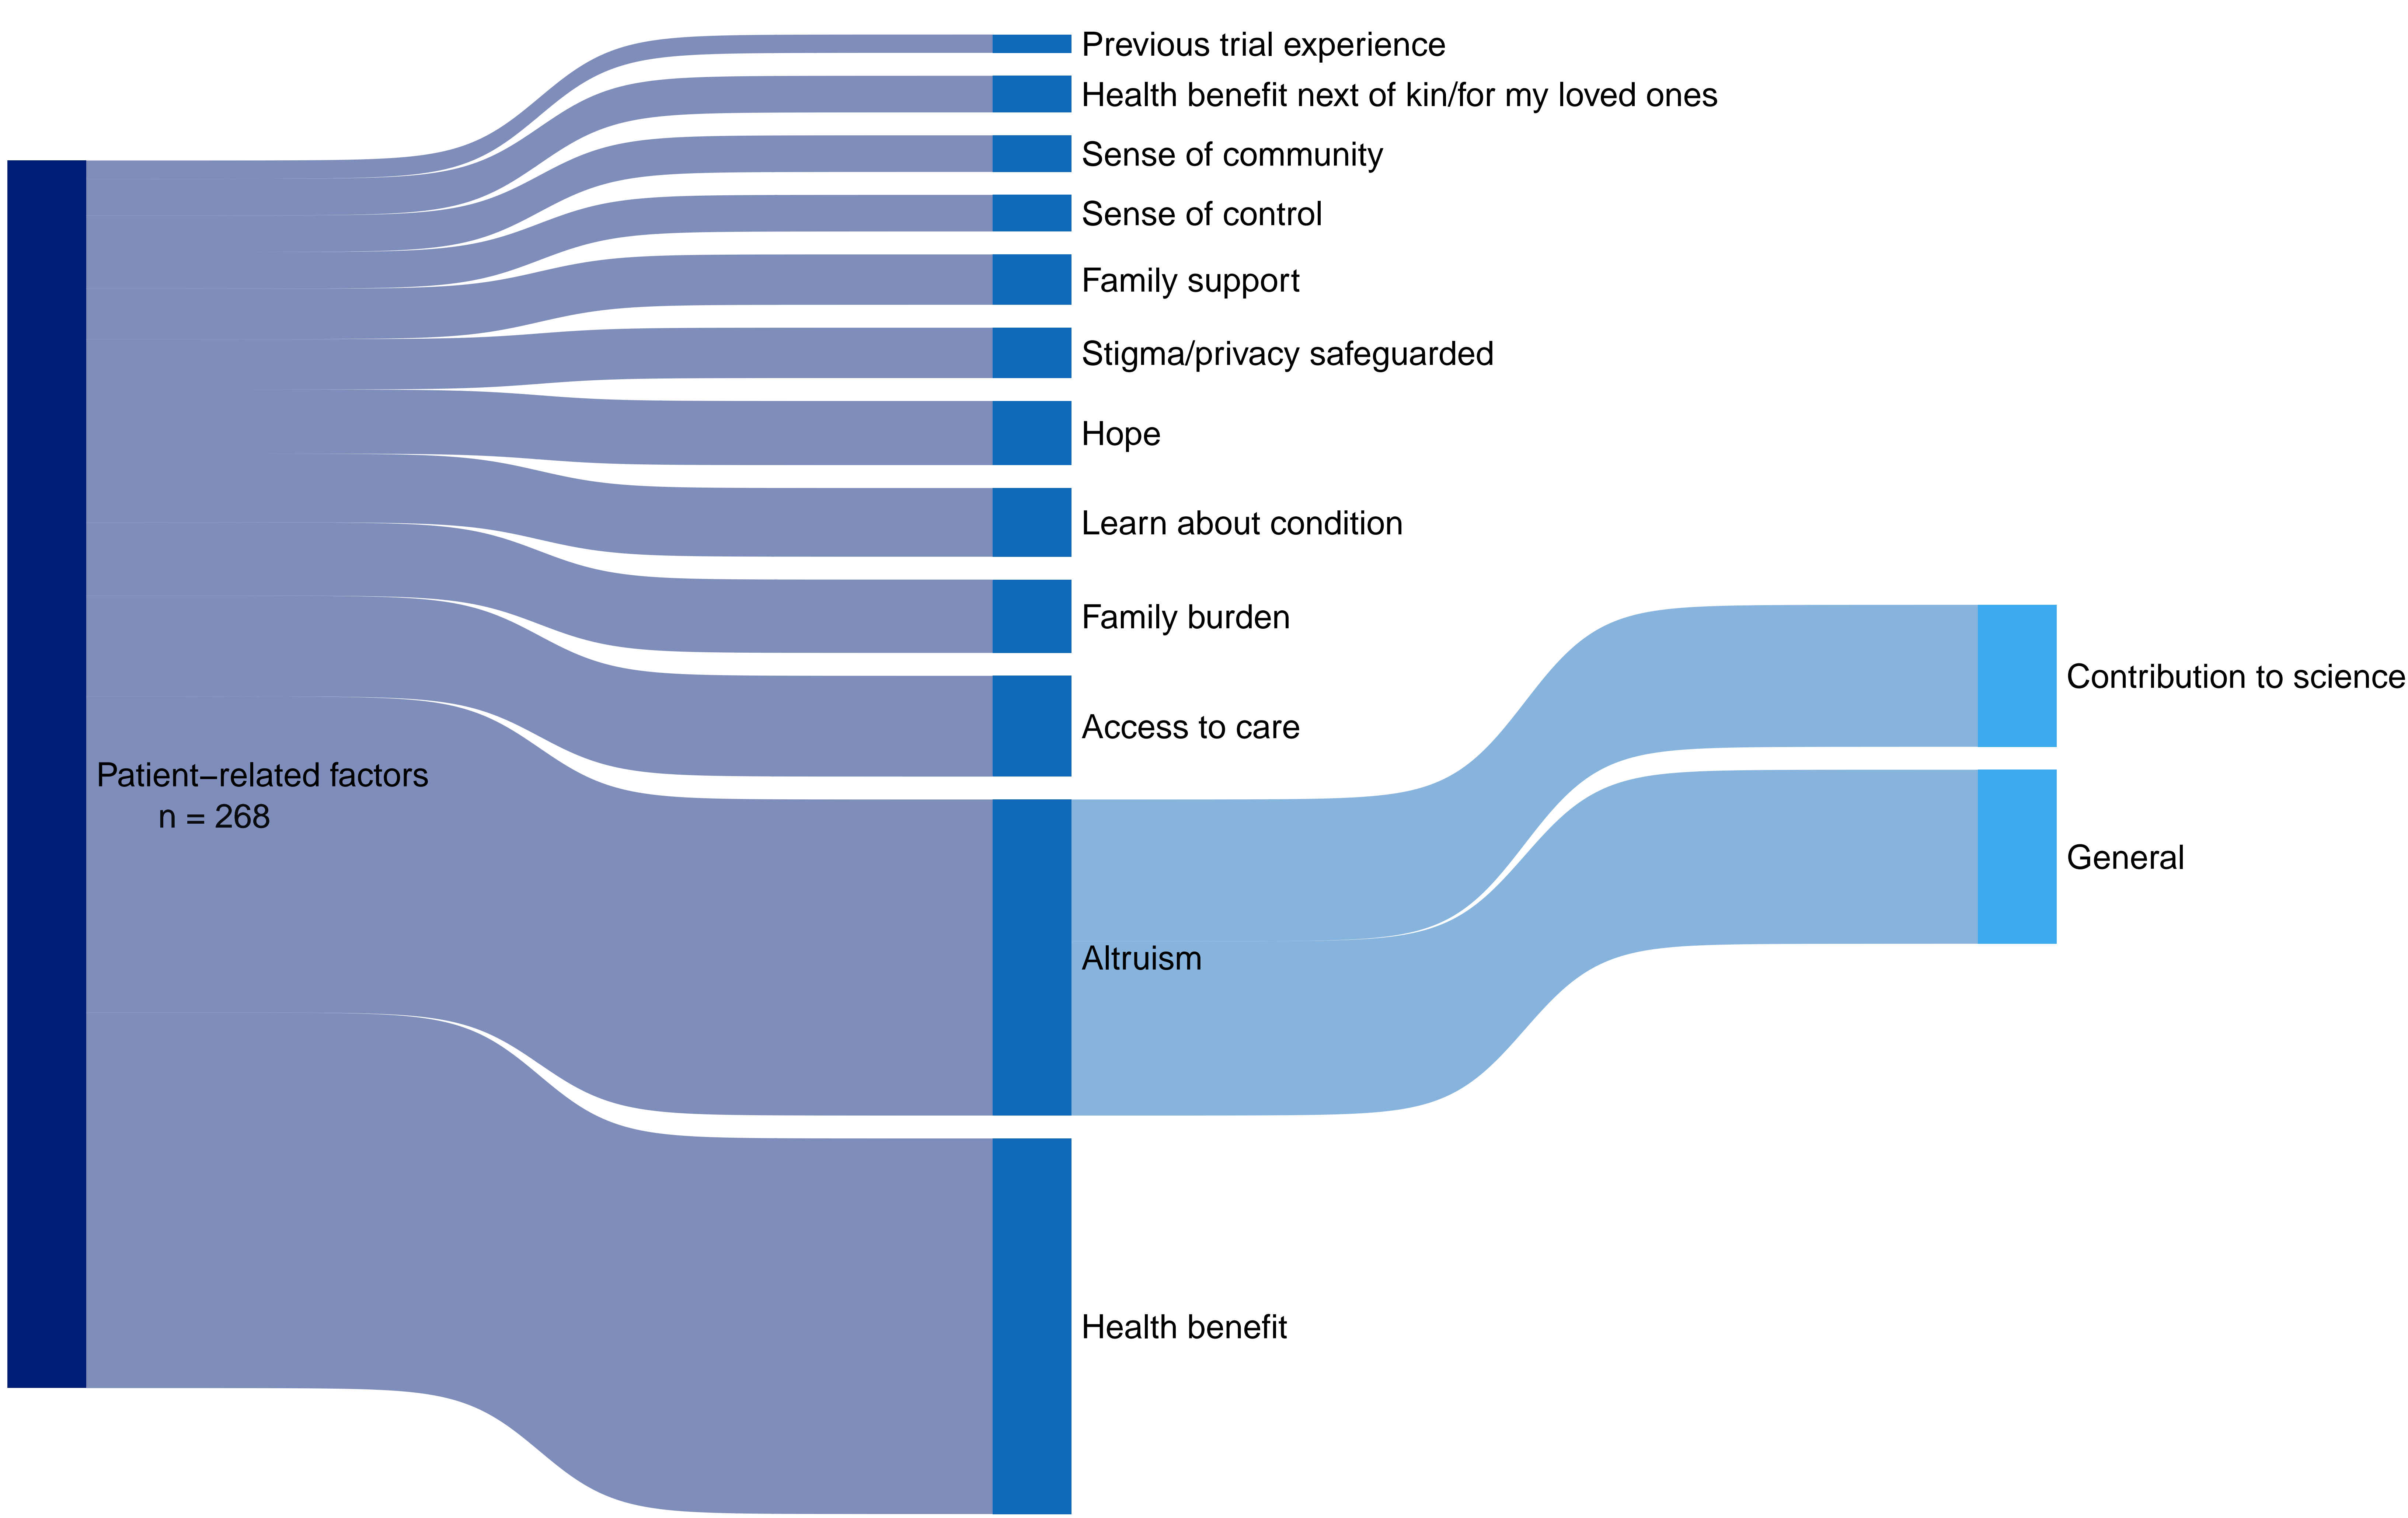 Previous trial experience
Health benefit next of kin/for my loved ones
Sense of community
Sense of control
Family support
Stigma/privacy safeguarded
Hope
Learn about condition
Family burden
Access to care
Altruism
Health benefit
Patient–related factors
n = 268
Contribution to science
General